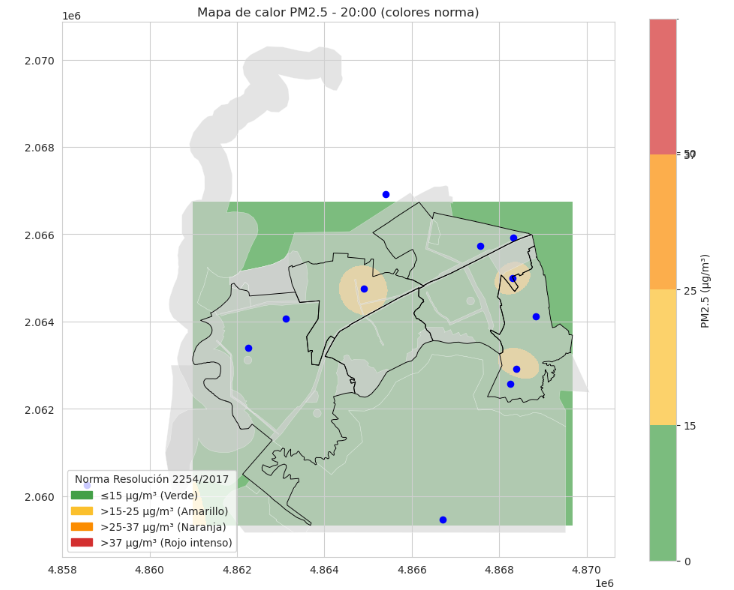 Mapa de calor PM2.5 - 20:00 (colores norma)
1e6
2.070
2.068
2.066
2.064
2.062
2.060
Norma Resolución 2254/2017
≤15 µg/m³ (Verde)
>15-25 µg/m³ (Amarillo)
>25-37 µg/m³ (Naranja)
>37 µg/m³ (Rojo intenso)
4.858 4.860 4.862 4.864 4.866 4.868 4.870
1e6
50
37
25
15
0
PM2.5 (µg/m³)